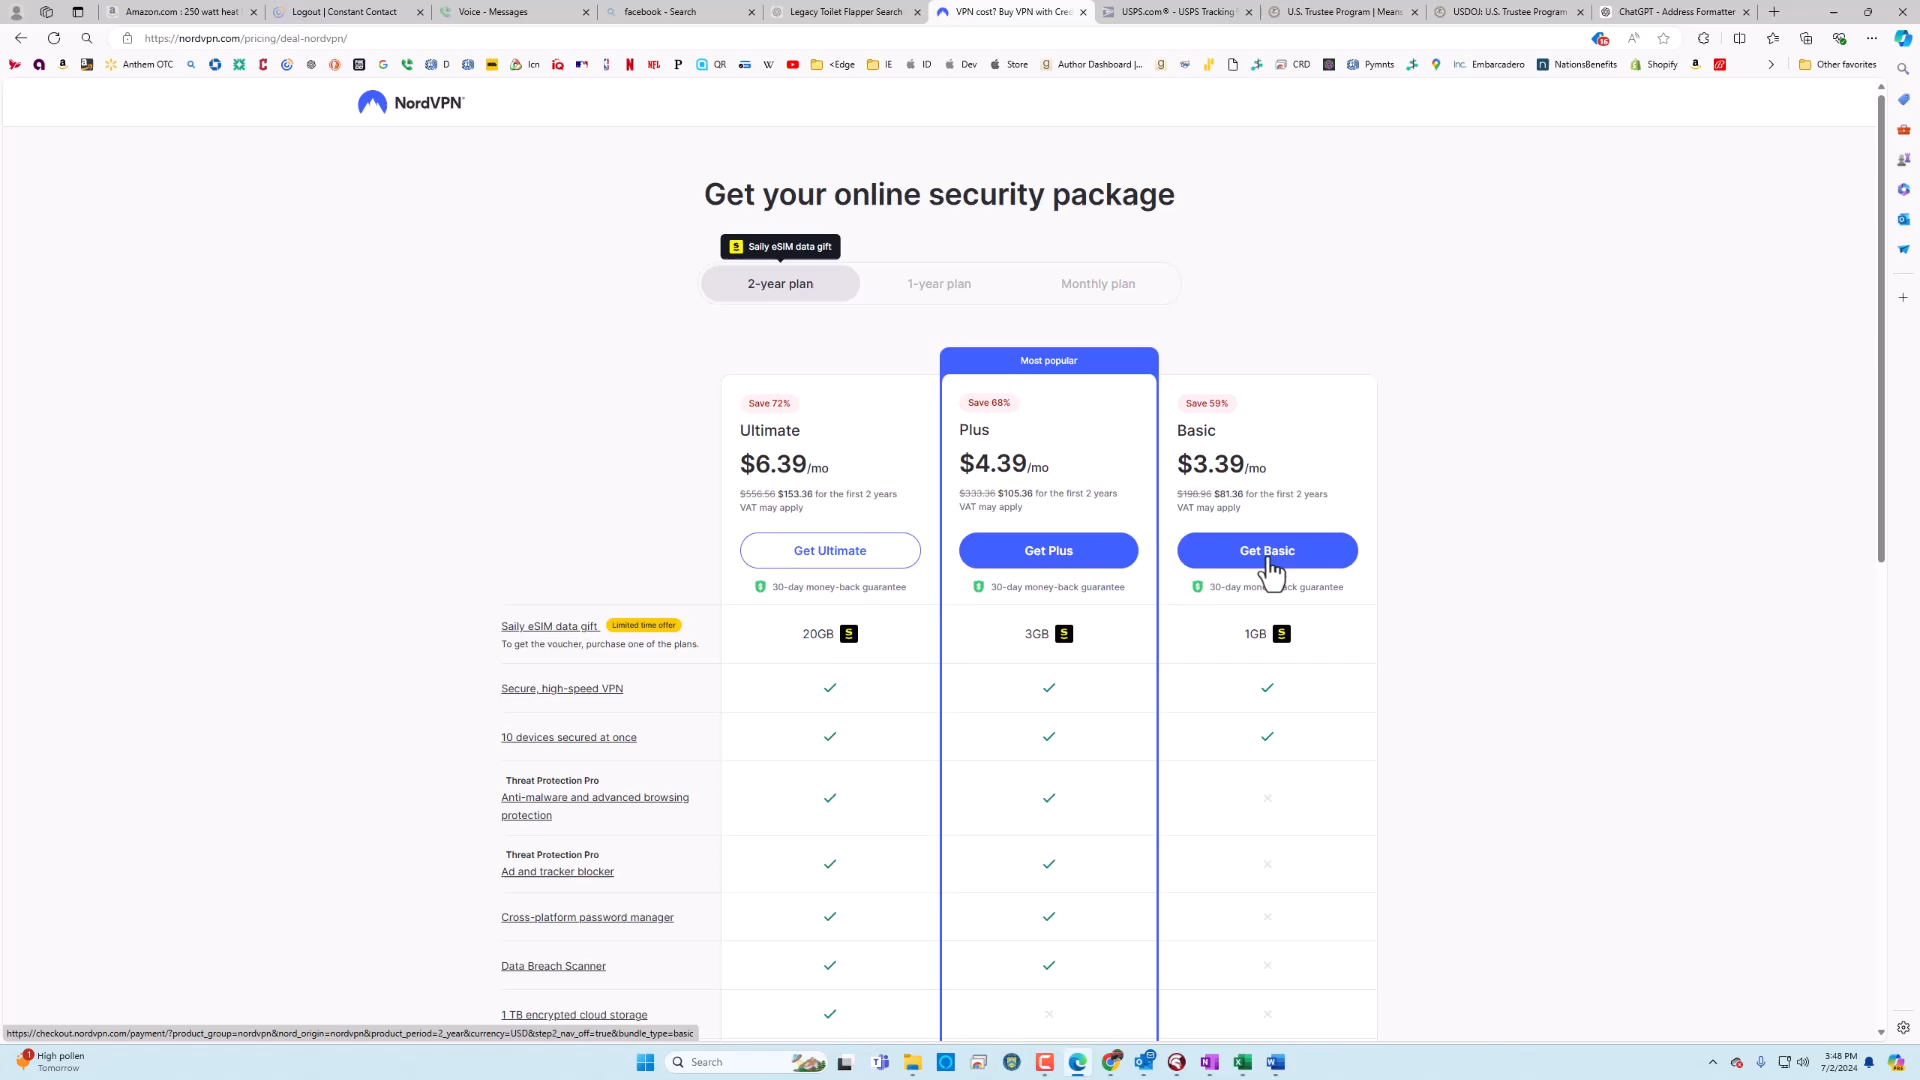 Amazon.com : 250 watt heat
Logout | Constant Contact
Voice - Messages
facebook - Search
Legacy Toilet Flapper Search
VPN cost? Buy VPN with Cred
USPS.com® - USPS Tracking
U.S. Trustee Program | Means
USDOJ: U.S. Trustee Program
ChatGPT - Address Formatter
https://nordvpn.com/pricing/deal-nordvpn/
16
Anthem OTC
D
Icn
QR
<Edge
IE
ID
Dev
Store
Author Dashboard |...
CRD
Pymnts
Inc.
Embarcadero
NationsBenefits
Shopify
Other favorites
NordVPN®
Get your online security package
Saily eSIM data gift
2-year plan
1-year plan
Monthly plan
Most popular
Save 72%
Save 68%
Save 59%
Ultimate
Plus
Basic
$6.39/mo
$4.39/mo
$3.39/mo
$556.56 $153.36 for the first 2 years
VAT may apply
$333.36 $105.36 for the first 2 years
VAT may apply
$198.96 $81.36 for the first 2 years
VAT may apply
Get Ultimate
Get Plus
Get Basic
30-day money-back guarantee
30-day money-back guarantee
30-day mon ck guarantee
Saily eSIM data gift Limited time offer
To get the voucher, purchase one of the plans.
20GB
3GB
1GB
Secure, high-speed VPN
10 devices secured at once
Threat Protection Pro
Anti-malware and advanced browsing
protection
Threat Protection Pro
Ad and tracker blocker
Cross-platform password manager
Data Breach Scanner
1 TB encrypted cloud storage
https://checkout.nordvpn.com/payment/?product_group=nordvpn&nord_origin=nordvpn&product_period=2_year&currency=USD&step2_nav_off=true&bundle_type=basic
1
High pollen
Tomorrow
Search
3:48 PM
7/2/2024